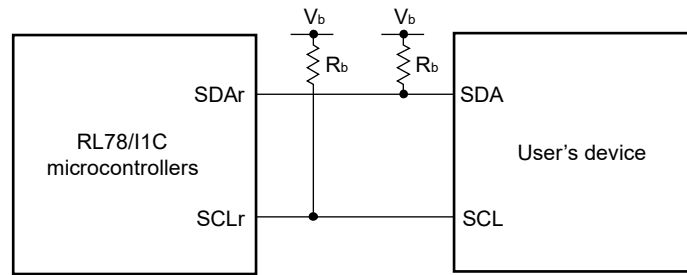 Vb
Vb
Rb
Rb
SDAr
SDA
RL78/I1C
microcontrollers
User's device
SCLr
SCL